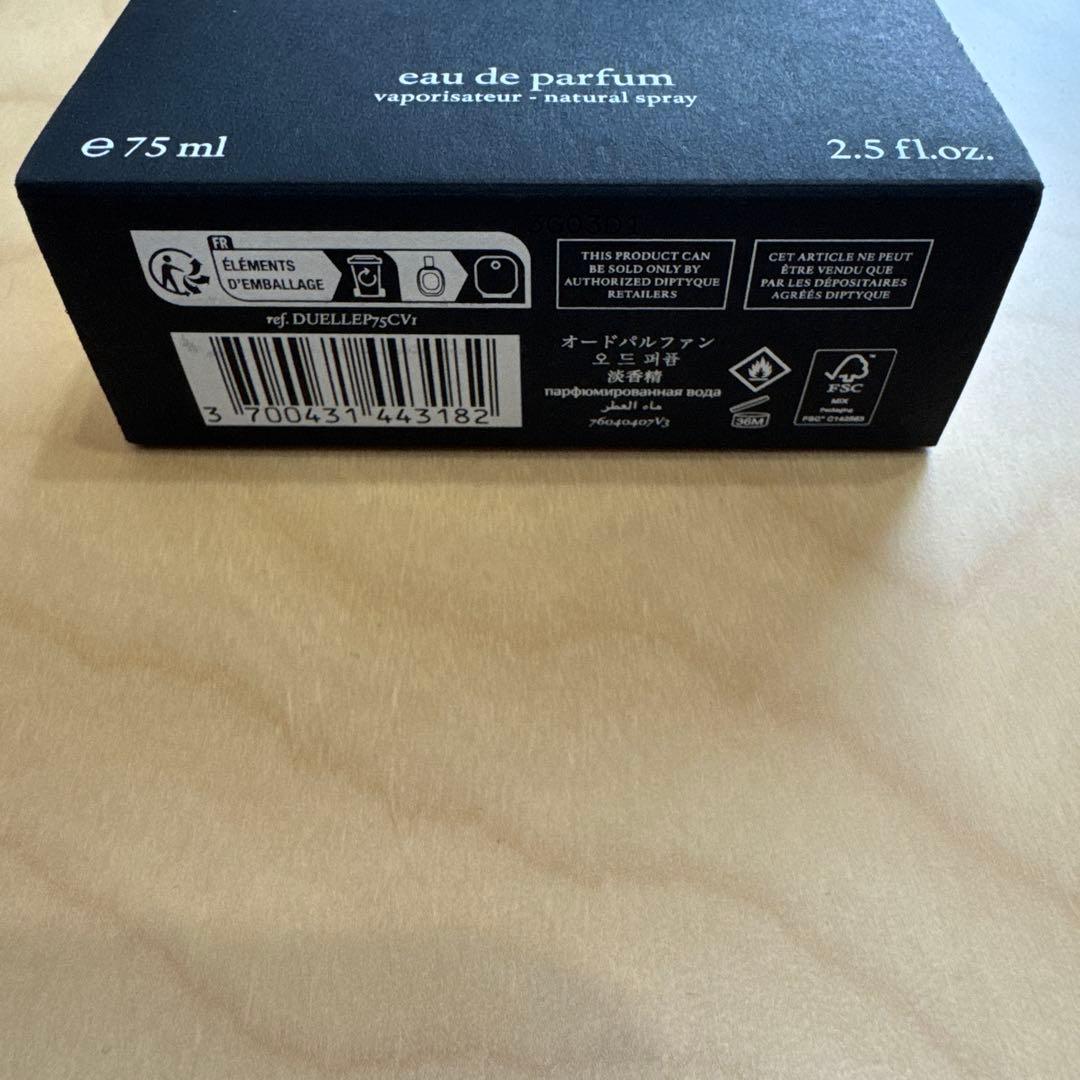 eau de parfum
vaporisateur - natural spray
e 75 ml
2.5 fl.oz.
3G03D1
FR
ÉLÉMENTS
D'EMBALLAGE
THIS PRODUCT CAN
BE SOLD ONLY BY
AUTHORIZED DIPTYQUE
RETAILERS
CET ARTICLE NE PEUT
ÊTRE VENDU QUE
PAR LES DÉPOSITAIRES
AGRÉÉS DIPTYQUE
ref. DUELLEP75CV1
3 700431 443182
オードパルファン
오 드 퍼퓸
淡香精
парфюмированная вода
ماء العطر
76040407V3
36M
FSC
MIX
Packaging